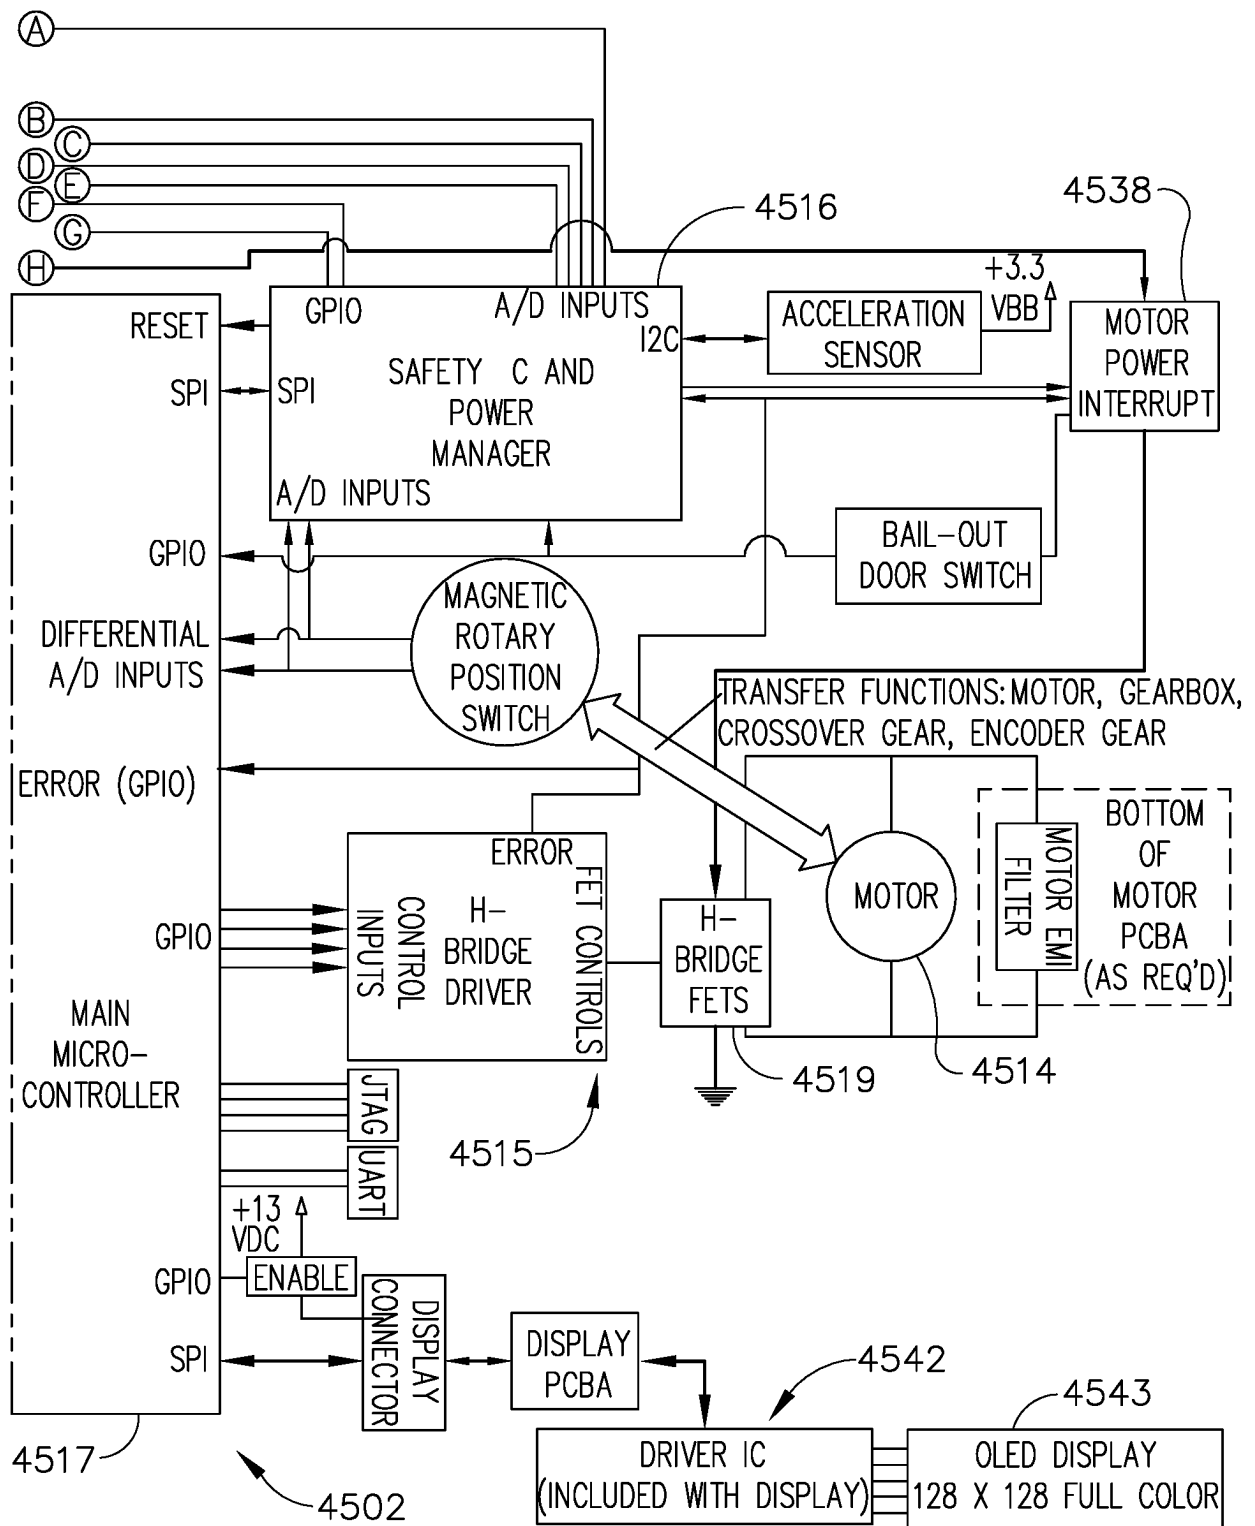 A
B
C
D
E
F
G
H
4516
4538
+3.3
VBB
RESET
GPIO
A/D INPUTS
I2C
ACCELERATION
SENSOR
MOTOR
POWER
INTERRUPT
SPI
SPI
SAFETY C AND
POWER
MANAGER
A/D INPUTS
GPIO
BAIL-OUT
DOOR SWITCH
DIFFERENTIAL
A/D INPUTS
MAGNETIC
ROTARY
POSITION
SWITCH
TRANSFER FUNCTIONS: MOTOR, GEARBOX,
CROSSOVER GEAR, ENCODER GEAR
ERROR (GPIO)
ERROR
FET CONTROLS
CONTROL
INPUTS
H-
BRIDGE
DRIVER
GPIO
H-
BRIDGE
FETS
MOTOR
MOTOR EMI
FILTER
BOTTOM
OF
MOTOR
PCBA
(AS REQ'D)
MAIN
MICRO-
CONTROLLER
JTAG
UART
4515
4519
4514
+13
VDC
GPIO
ENABLE
SPI
DISPLAY
CONNECTOR
DISPLAY
PCBA
4542
4543
4517
4502
DRIVER IC
(INCLUDED WITH DISPLAY)
OLED DISPLAY
128 X 128 FULL COLOR